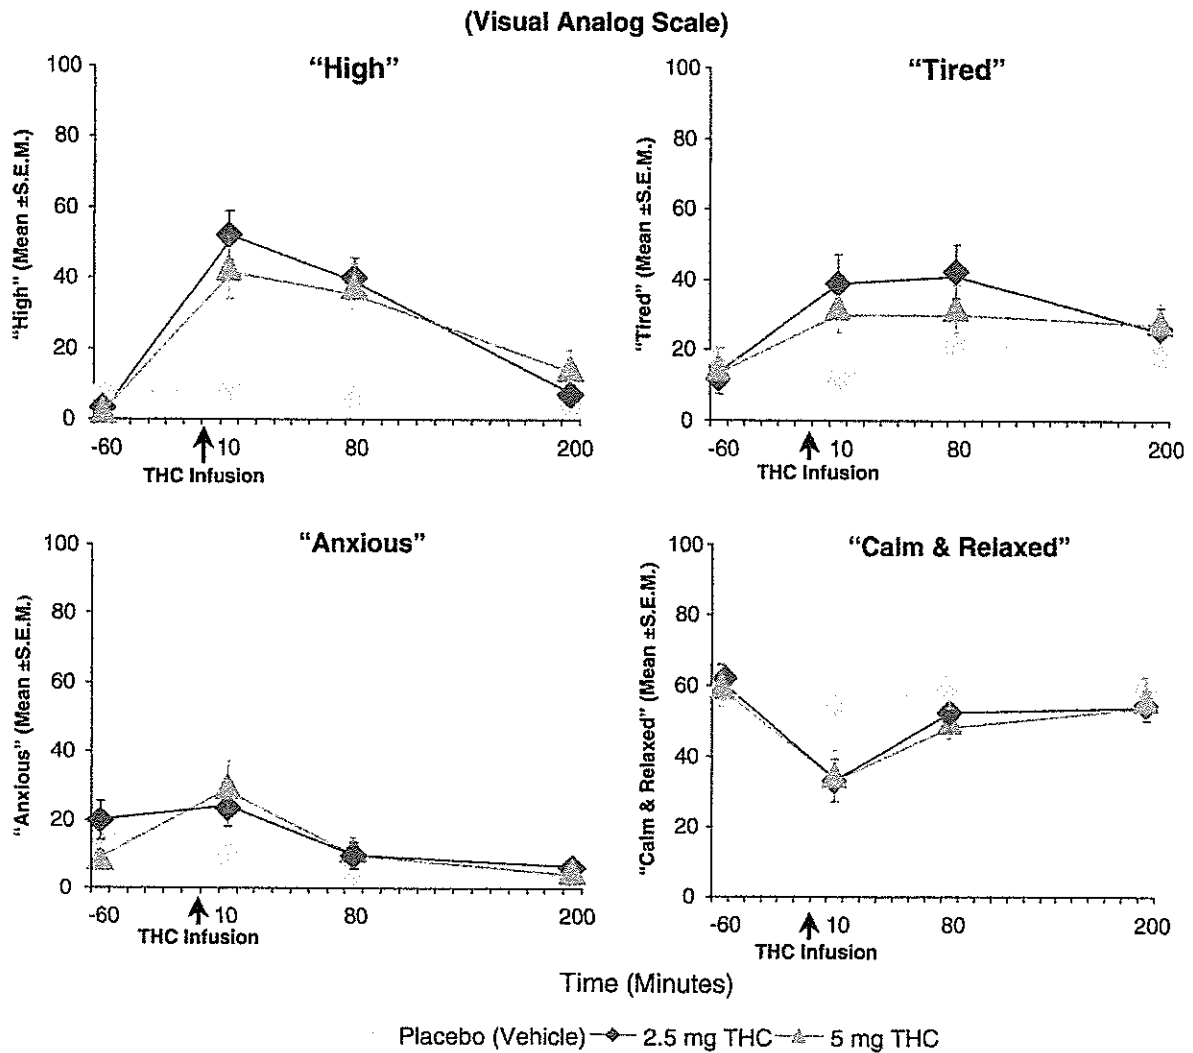 (Visual Analog Scale)
“High”
“Tired”
“High” (Mean ±S.E.M.)
100
80
60
40
20
0
-60
10
80
200
THC Infusion
“Tired” (Mean ±S.E.M.)
100
80
60
40
20
0
-60
10
80
200
THC Infusion
“Anxious”
“Calm & Relaxed”
“Anxious” (Mean ±S.E.M.)
100
80
60
40
20
0
-60
10
80
200
THC Infusion
“Calm & Relaxed” (Mean ±S.E.M.)
100
80
60
40
20
0
-60
10
80
200
THC Infusion
Time (Minutes)
Placebo (Vehicle) 2.5 mg THC 5 mg THC